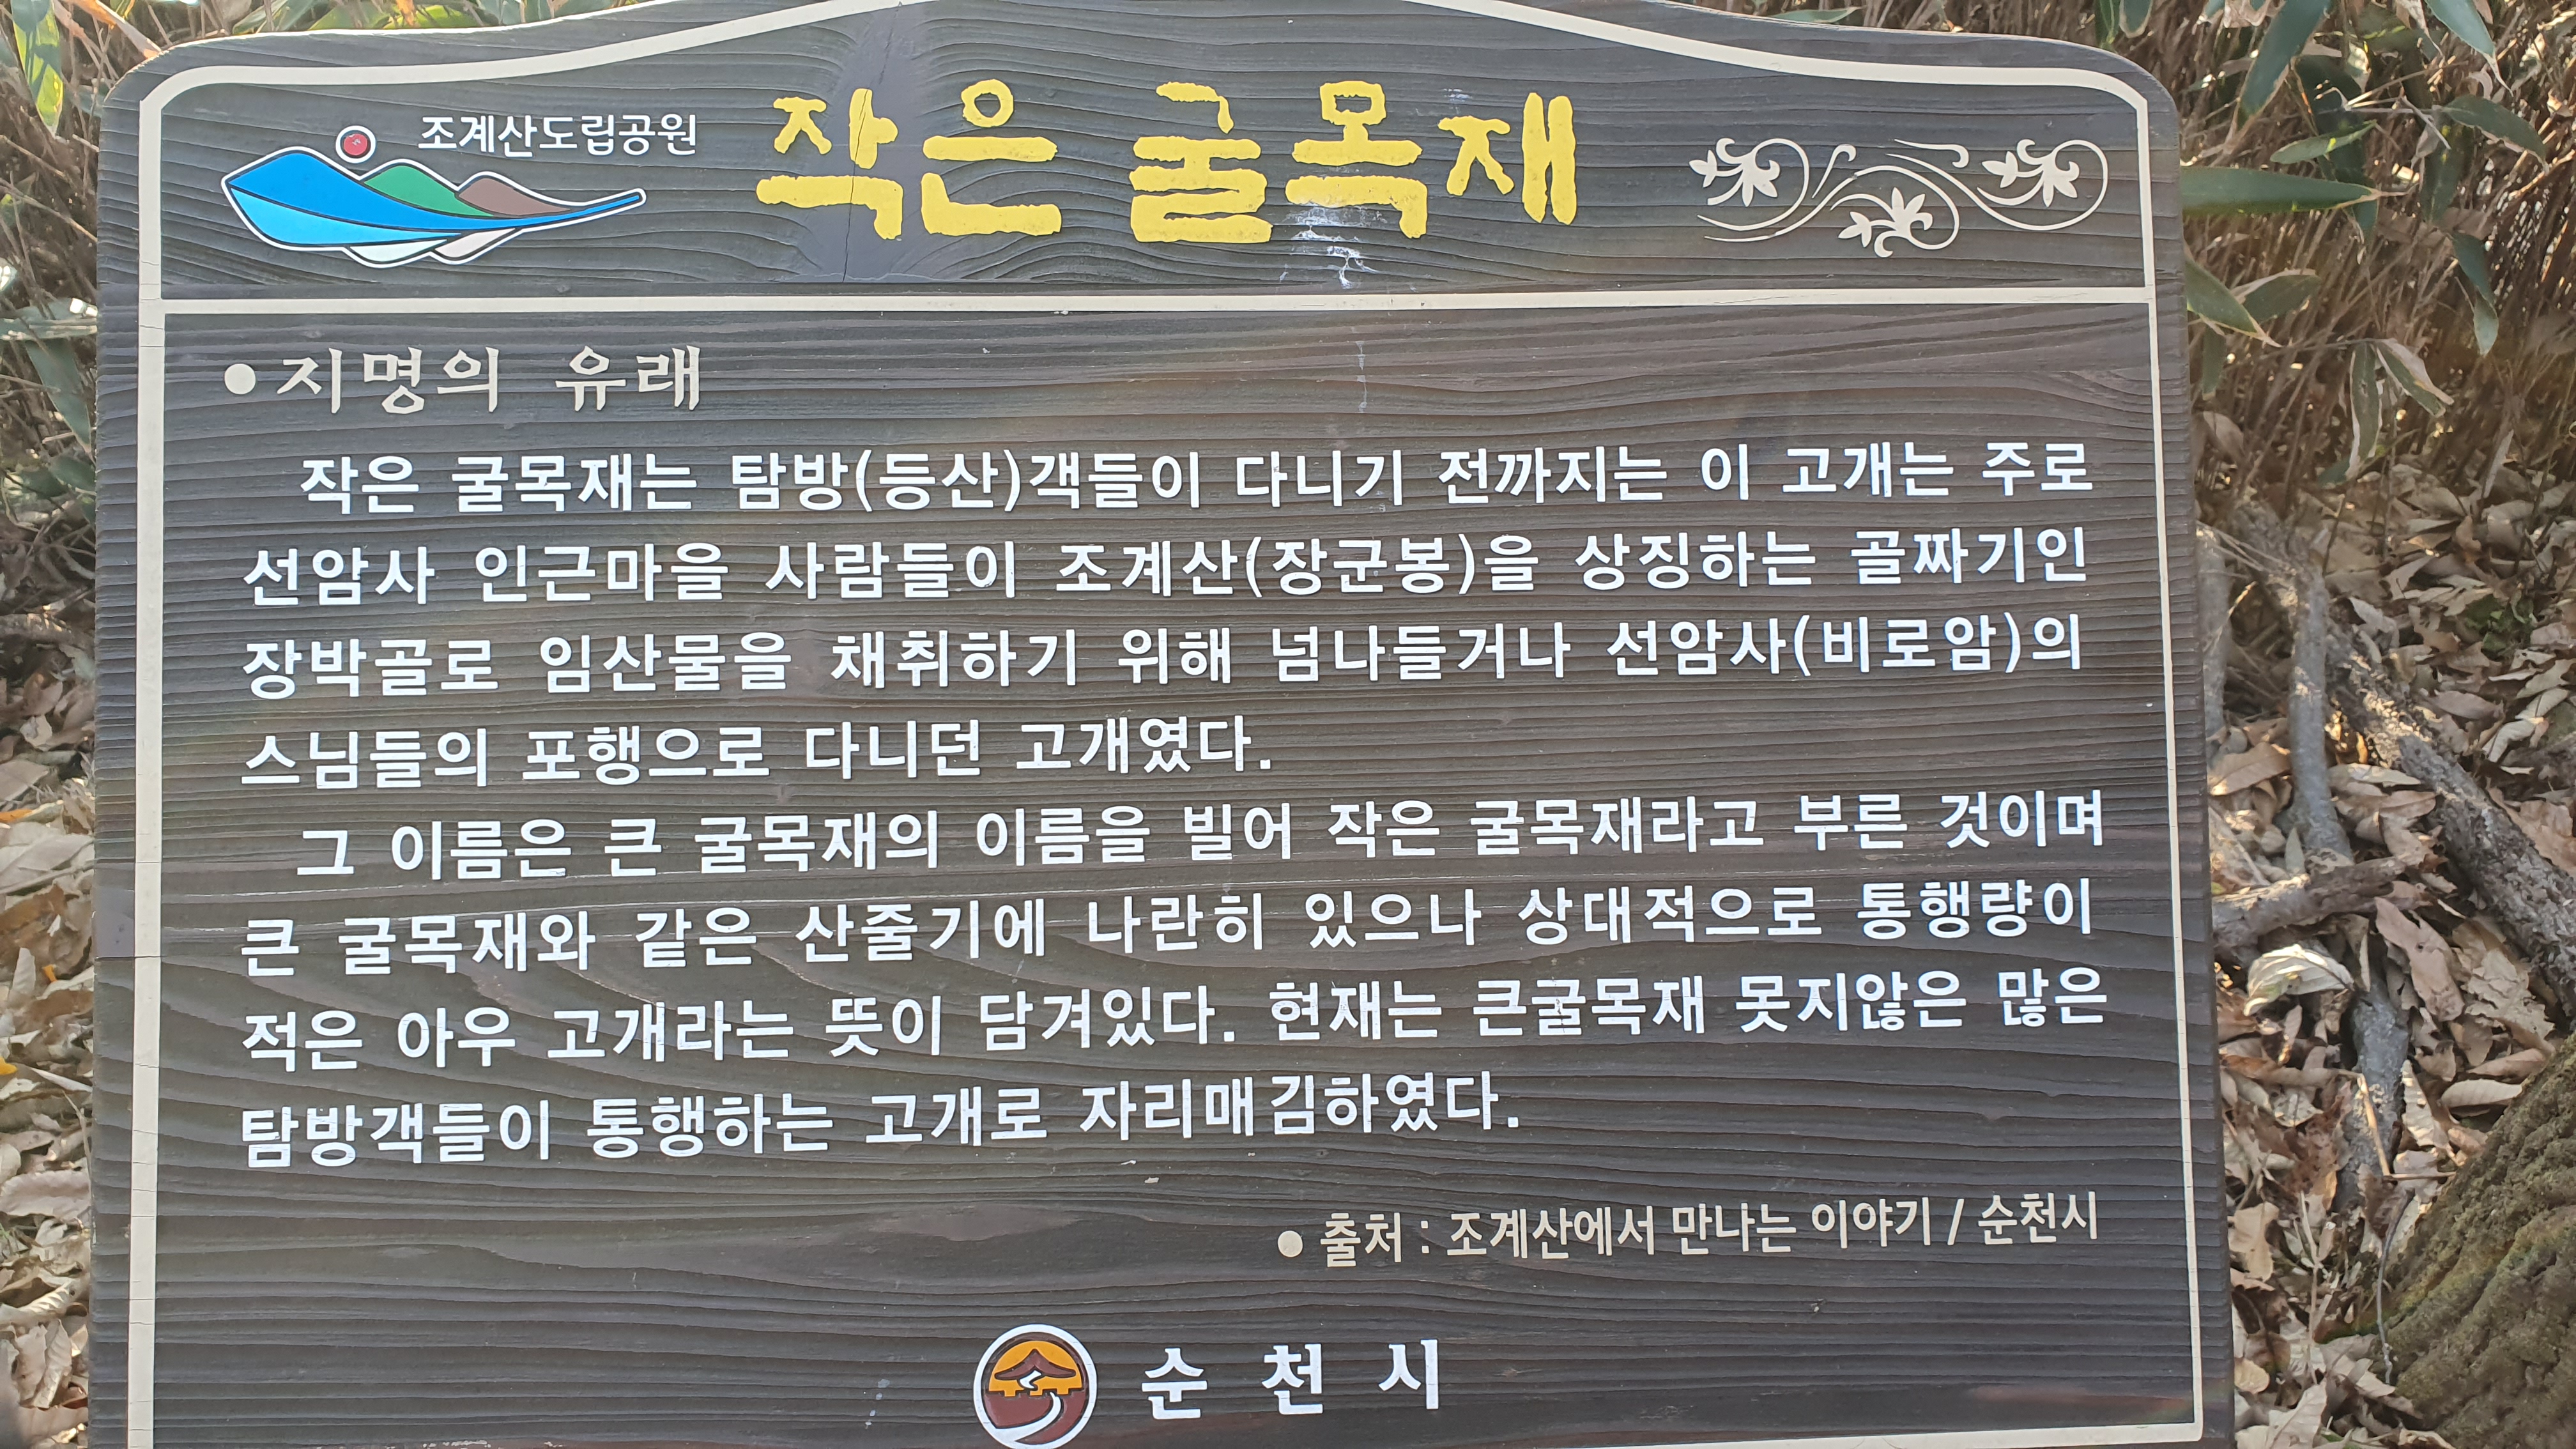 조계산도립공원
작은 굴목재
● 지명의 유래
작은 굴목재는 탐방(등산)객들이 다니기 전까지는 이 고개는 주로
선암사 인근마을 사람들이 조계산(장군봉)을 상징하는 골짜기인
장박골로 임산물을 채취하기 위해 넘나들거나 선암사(비로암)의
스님들의 포행으로 다니던 고개였다.
그 이름은 큰 굴목재의 이름을 빌어 작은 굴목재라고 부른 것이며
큰 굴목재와 같은 산줄기에 나란히 있으나 상대적으로 통행량이
적은 아우 고개라는 뜻이 담겨있다. 현재는 큰굴목재 못지않은 많은
탐방객들이 통행하는 고개로 자리매김하였다.
● 출처 : 조계산에서 만나는 이야기 / 순천시
순천시